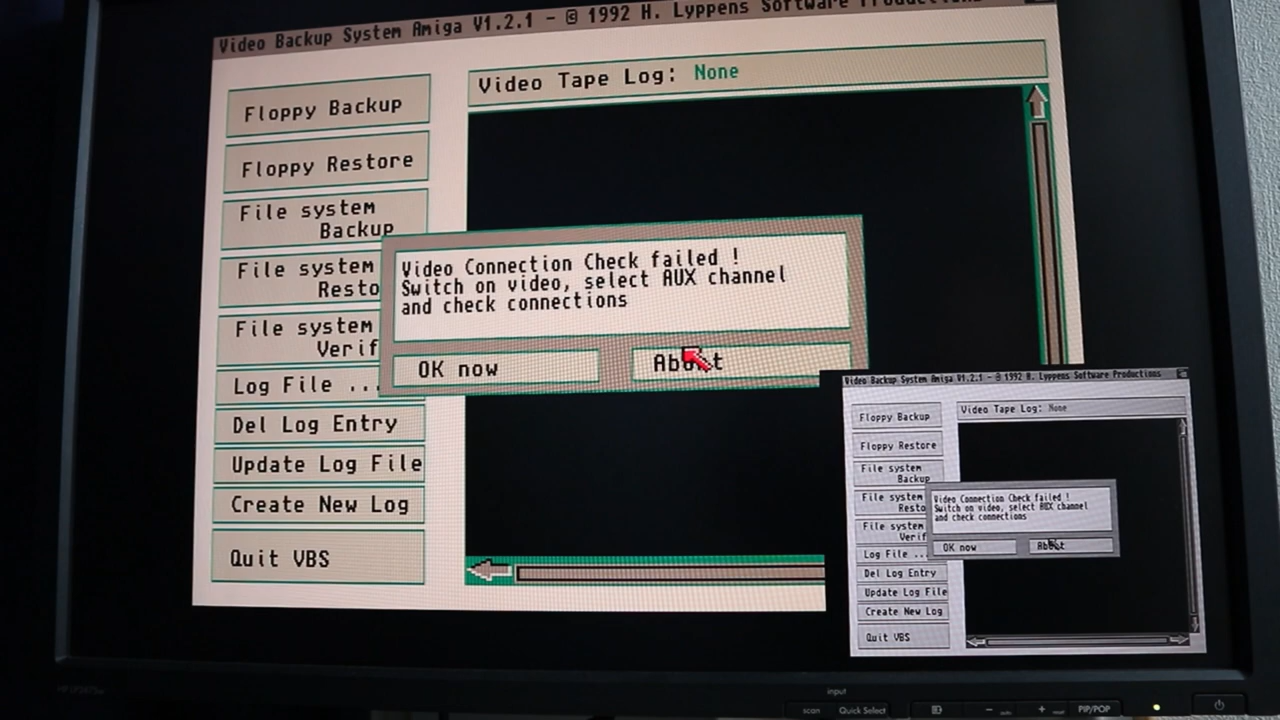 Video Backup System Amiga V1.2.1 - © 1992 H. Lyppens Software Productions
Video Tape Log: None
Floppy Backup
Floppy Restore
File system
Backup
File system
Resto
File system
Verif
Log File ...
Del Log Entry
Update Log File
Create New Log
Quit VBS
Video Connection Check failed !
Switch on video, select AUX channel
and check connections
OK now
Abort
Video Backup System Amiga V1.2.1 - © 1992 H. Lyppens Software Productions
Video Tape Log: None
Floppy Backup
Floppy Restore
File system
Backup
File system
Resto
File system
Verif
Log File ...
Del Log Entry
Update Log File
Create New Log
Quit VBS
Video Connection Check failed !
Switch on video, select AUX channel
and check connections
OK now
Abort
input
scan
Quick Select
- auto
+ reset
PIP/POP